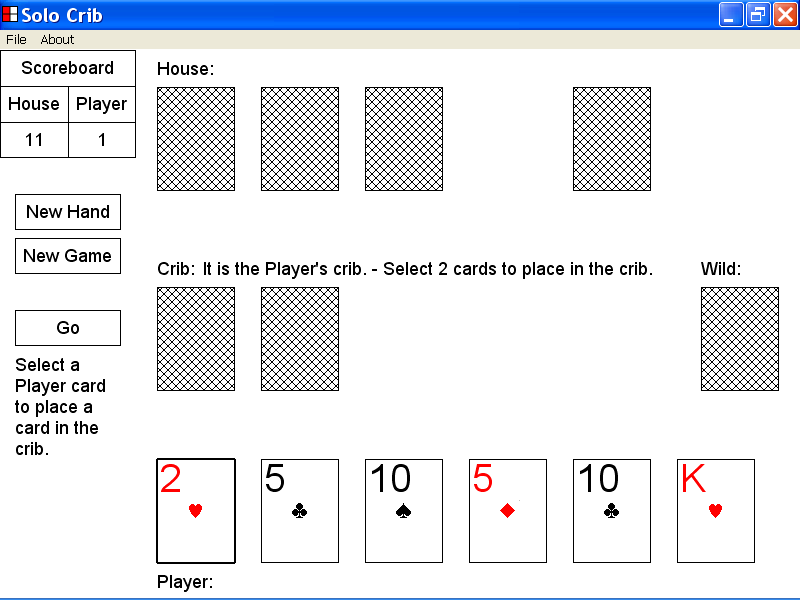 Solo Crib
File About
Scoreboard
House Player
11 1
New Hand
New Game
Go
Select a
Player card
to place a
card in the
crib.
House:
Crib: It is the Player's crib. - Select 2 cards to place in the crib.
Wild:
2 5 10 5 10 K
Player: